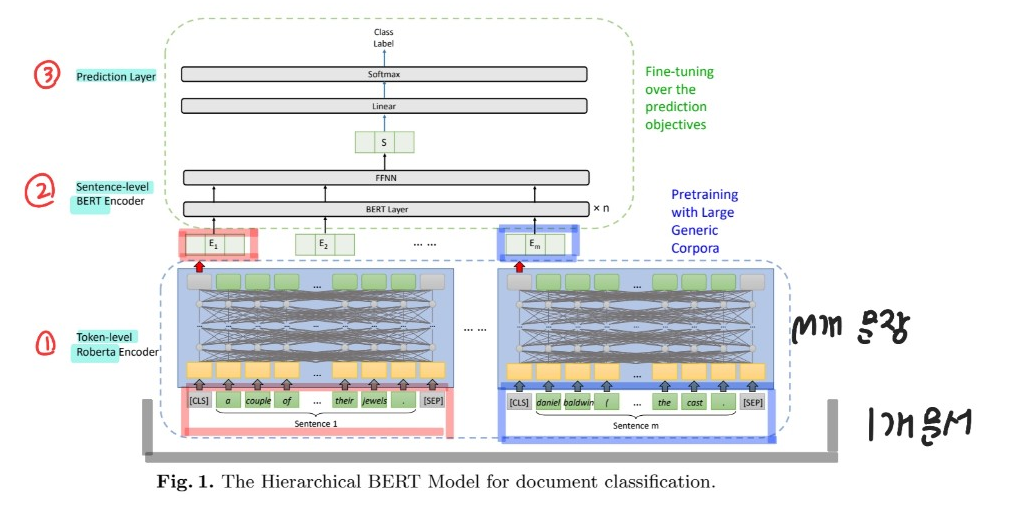 Class
Label
③ Prediction Layer
Softmax
Linear
Fine-tuning
over the
prediction
objectives
S
FFNN
② Sentence-level
BERT Encoder
BERT Layer
× n
Pretraining
with Large
Generic
Corpora
E1 E2 ... ... Em
... ...
... ... ...
① Token-level
Roberta Encoder
... ...
M개 문장
[CLS] a couple of ... their jewels . [SEP]
[CLS] daniel baldwin ( ... the cast . [SEP]
Sentence 1
Sentence m
1개 문서
Fig. 1. The Hierarchical BERT Model for document classification.